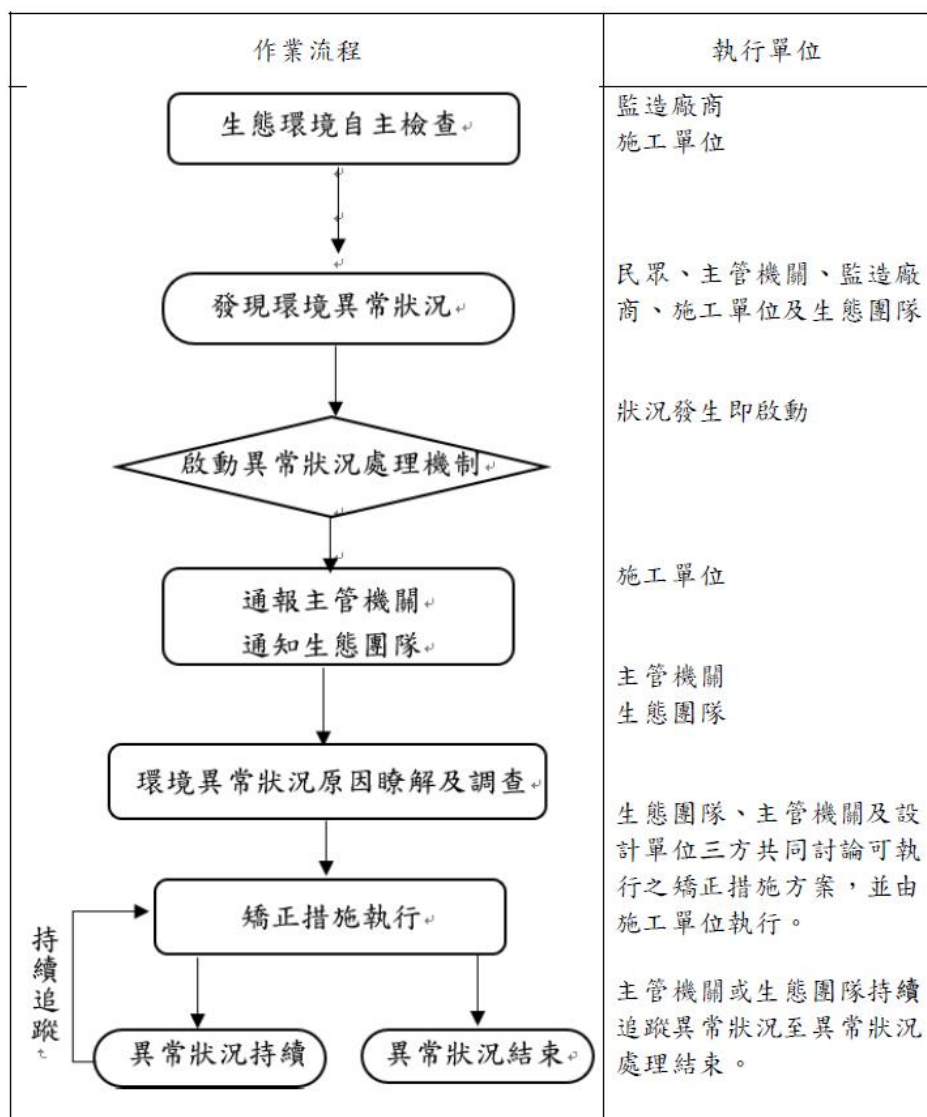 作業流程
執行單位
生態環境自主檢查
監造廠商
施工單位
發現環境異常狀況
民眾、主管機關、監造廠
商、施工單位及生態團隊
啟動異常狀況處理機制
狀況發生即啟動
通報主管機關
通知生態團隊
施工單位
環境異常狀況原因瞭解及調查
主管機關
生態團隊
矯正措施執行
生態團隊、主管機關及設
計單位三方共同討論可執
行之矯正措施方案，並由
施工單位執行。
持續追蹤
異常狀況持續
異常狀況結束
主管機關或生態團隊持續
追蹤異常狀況至異常狀況
處理結束。